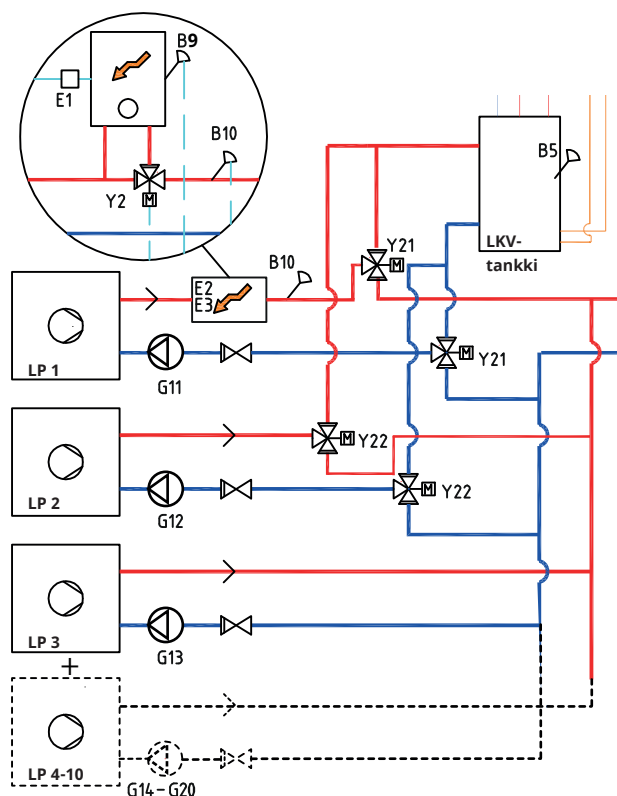 B9
E1
B10
Y2
M
B5
LKV-
tankki
Y21
M
B10
E2
E3
LP 1
G11
M
Y21
LP 2
G12
M
Y22
M
Y22
LP 3
G13
+
LP 4-10
G14 – G20